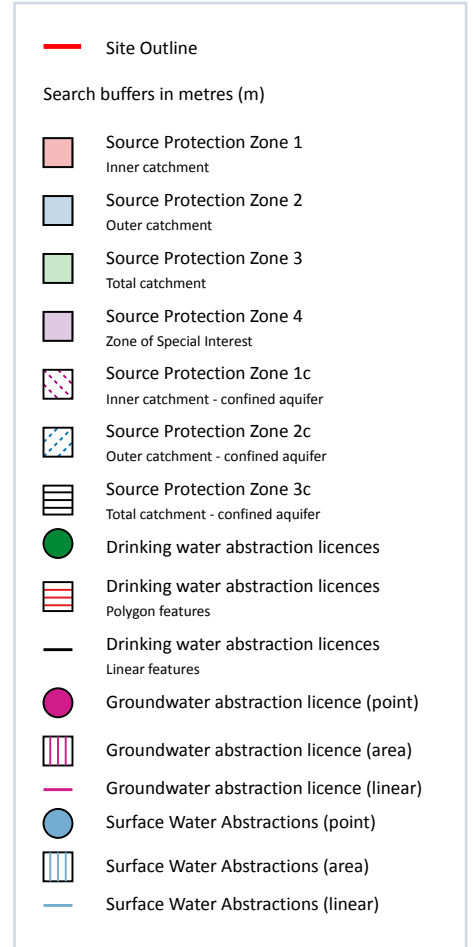 Site Outline
Search buffers in metres (m)
Source Protection Zone 1
Inner catchment
Source Protection Zone 2
Outer catchment
Source Protection Zone 3
Total catchment
Source Protection Zone 4
Zone of Special Interest
Source Protection Zone 1c
Inner catchment - confined aquifer
Source Protection Zone 2c
Outer catchment - confined aquifer
Source Protection Zone 3c
Total catchment - confined aquifer
Drinking water abstraction licences
Drinking water abstraction licences
Polygon features
Drinking water abstraction licences
Linear features
Groundwater abstraction licence (point)
Groundwater abstraction licence (area)
Groundwater abstraction licence (linear)
Surface Water Abstractions (point)
Surface Water Abstractions (area)
Surface Water Abstractions (linear)